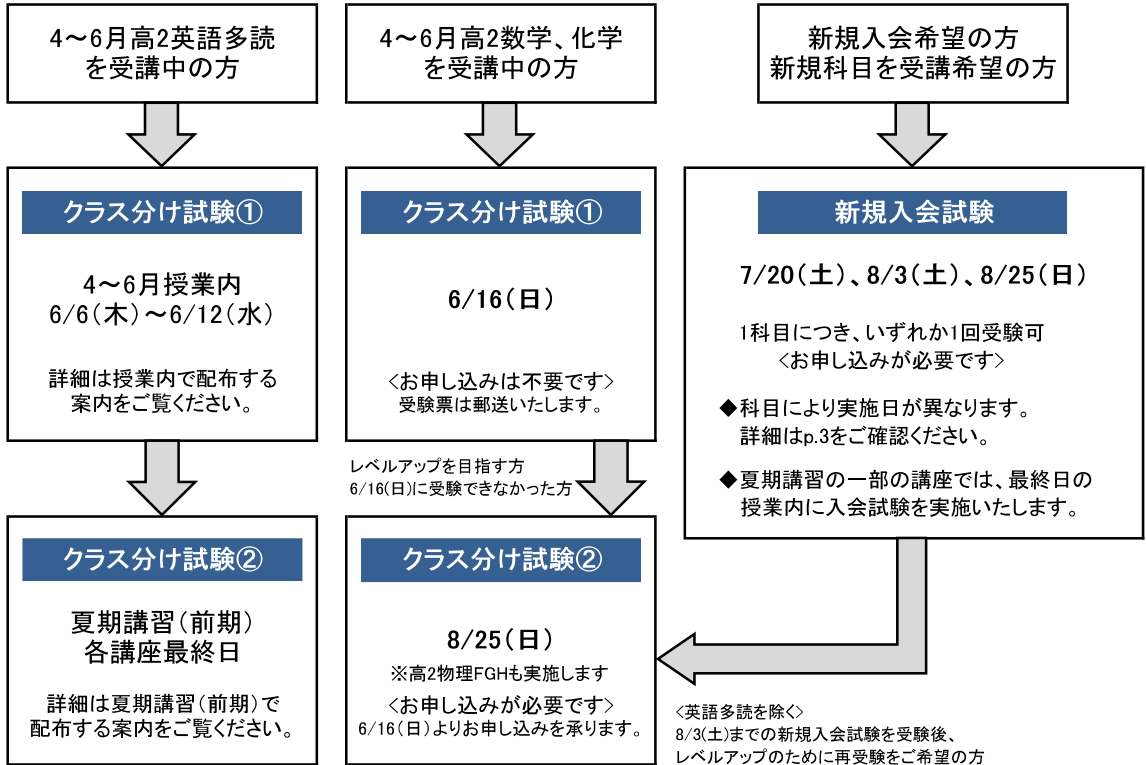 4～6月高2英語多読
を受講中の方
4～6月高2数学、化学
を受講中の方
新規入会希望の方
新規科目を受講希望の方
クラス分け試験①
4～6月授業内
6/6(木)～6/12(水)
詳細は授業内で配布する
案内をご覧ください。
クラス分け試験①
6/16(日)
<お申し込みは不要です>
受験票は郵送いたします。
新規入会試験
7/20(土)、8/3(土)、8/25(日)
1科目につき、いずれか1回受験可
<お申し込みが必要です>
◆科目により実施日が異なります。
詳細はp.3をご確認ください。
◆夏期講習の一部の講座では、最終日の
授業内に入会試験を実施いたします。
レベルアップを目指す方
6/16(日)に受験できなかった方
クラス分け試験②
夏期講習(前期)
各講座最終日
詳細は夏期講習(前期)で
配布する案内をご覧ください。
クラス分け試験②
8/25(日)
※高2物理FGHも実施します
<お申し込みが必要です>
6/16(日)よりお申し込みを承ります。
<英語多読を除く>
8/3(土)までの新規入会試験を受験後、
レベルアップのために再受験をご希望の方